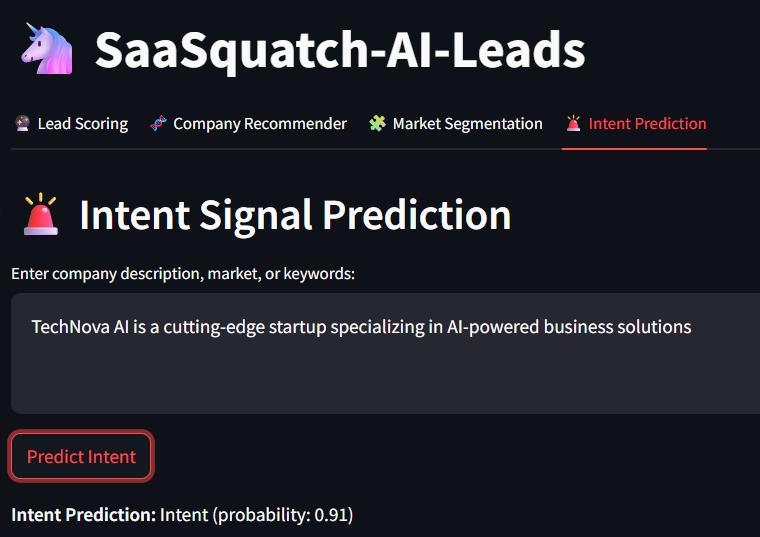 SaaSquatch-AI-Leads
Lead Scoring Company Recommender Market Segmentation Intent Prediction
Intent Signal Prediction
Enter company description, market, or keywords:
TechNova AI is a cutting-edge startup specializing in AI-powered business solutions
Predict Intent
Intent Prediction: Intent (probability: 0.91)